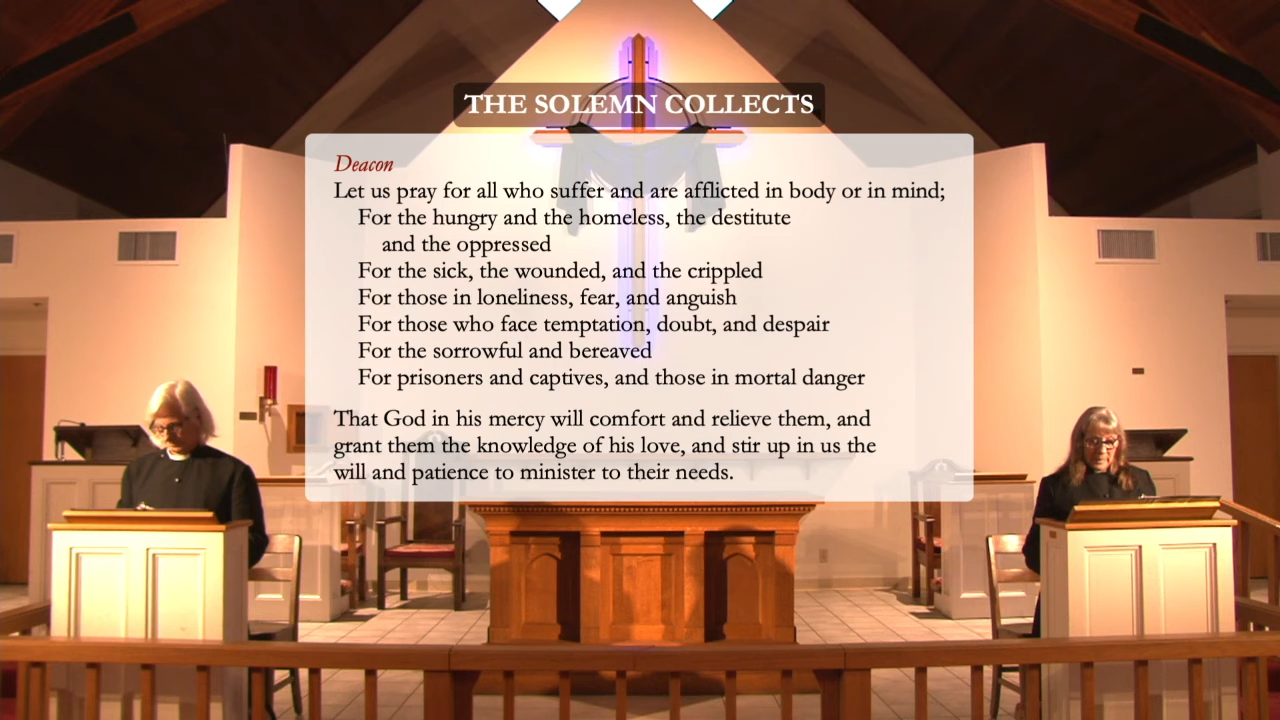 THE SOLEMN COLLECTS
Deacon
Let us pray for all who suffer and are afflicted in body or in mind;
For the hungry and the homeless, the destitute
and the oppressed
For the sick, the wounded, and the crippled
For those in loneliness, fear, and anguish
For those who face temptation, doubt, and despair
For the sorrowful and bereaved
For prisoners and captives, and those in mortal danger
That God in his mercy will comfort and relieve them, and
grant them the knowledge of his love, and stir up in us the
will and patience to minister to their needs.